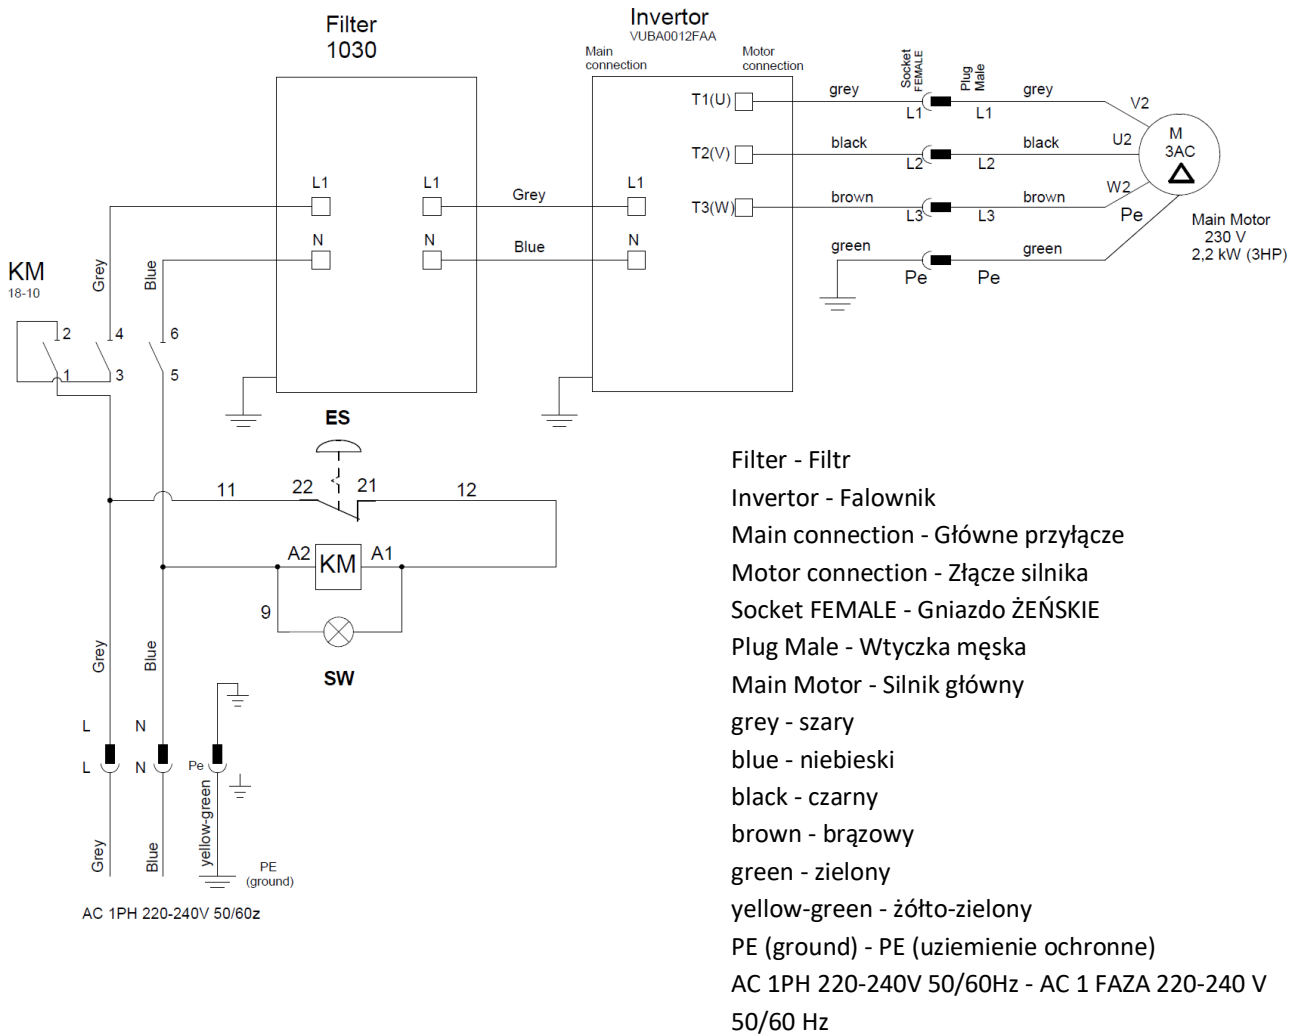 Filter
1030
Invertor
VUBA0012FAA
Main
connection
Motor
connection
Socket
FEMALE
Plug
Male
T1(U)
grey
L1
L1
grey
V2
T2(V)
black
L2
L2
black
U2
M
3AC
T3(W)
brown
L3
L3
brown
W2
Pe
green
Pe
Pe
green
Main Motor
230 V
2,2 kW (3HP)
L1
L1
Grey
L1
N
N
Blue
N
KM
18-10
Grey
Blue
2
4
6
1
3
5
ES
11
22
21
12
A2
KM
A1
9
SW
Grey
Blue
L
N
L
N
Pe
Grey
Blue
yellow-green
PE
(ground)
AC 1PH 220-240V 50/60z
Filter - Filtr
Invertor - Falownik
Main connection - Główne przyłącze
Motor connection - Złącze silnika
Socket FEMALE - Gniazdo ŻEŃSKIE
Plug Male - Wtyczka męska
Main Motor - Silnik główny
grey - szary
blue - niebieski
black - czarny
brown - brązowy
green - zielony
yellow-green - żółto-zielony
PE (ground) - PE (uziemienie ochronne)
AC 1PH 220-240V 50/60Hz - AC 1 FAZA 220-240 V
50/60 Hz